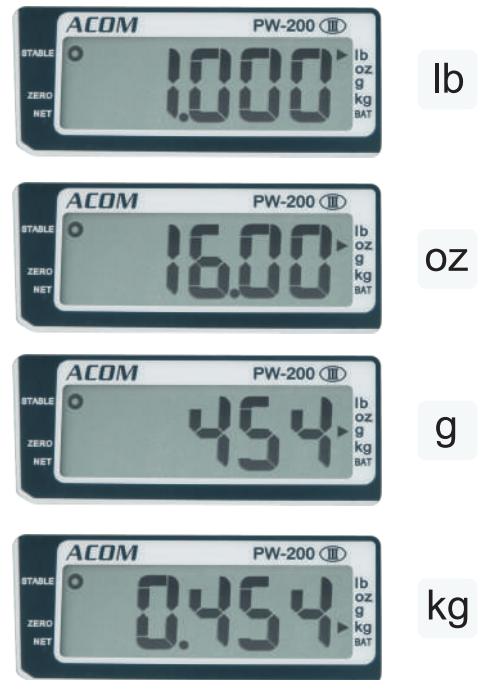 ACOM PW-200 III
STABLE 1.000 lb
oz
g
ZERO kg
NET BAT
lb
ACOM PW-200 III
STABLE 16.00 lb
oz
g
ZERO kg
NET BAT
oz
ACOM PW-200 III
STABLE 454 lb
oz
g
ZERO kg
NET BAT
g
ACOM PW-200 III
STABLE 0.454 lb
oz
g
ZERO kg
NET BAT
kg